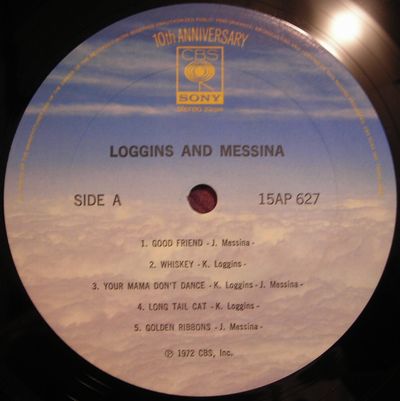 10th ANNIVERSARY
CBS
SONY
LOGGINS AND MESSINA
SIDE A
15AP 627
1. GOOD FRIEND - J. Messina -
2. WHISKEY - K. Loggins -
3. YOUR MAMA DON'T DANCE - K. Loggins - J. Messina -
4. LONG TAIL CAT - K. Loggins -
5. GOLDEN RIBBONS - J. Messina -
Ⓟ 1972 CBS, Inc.